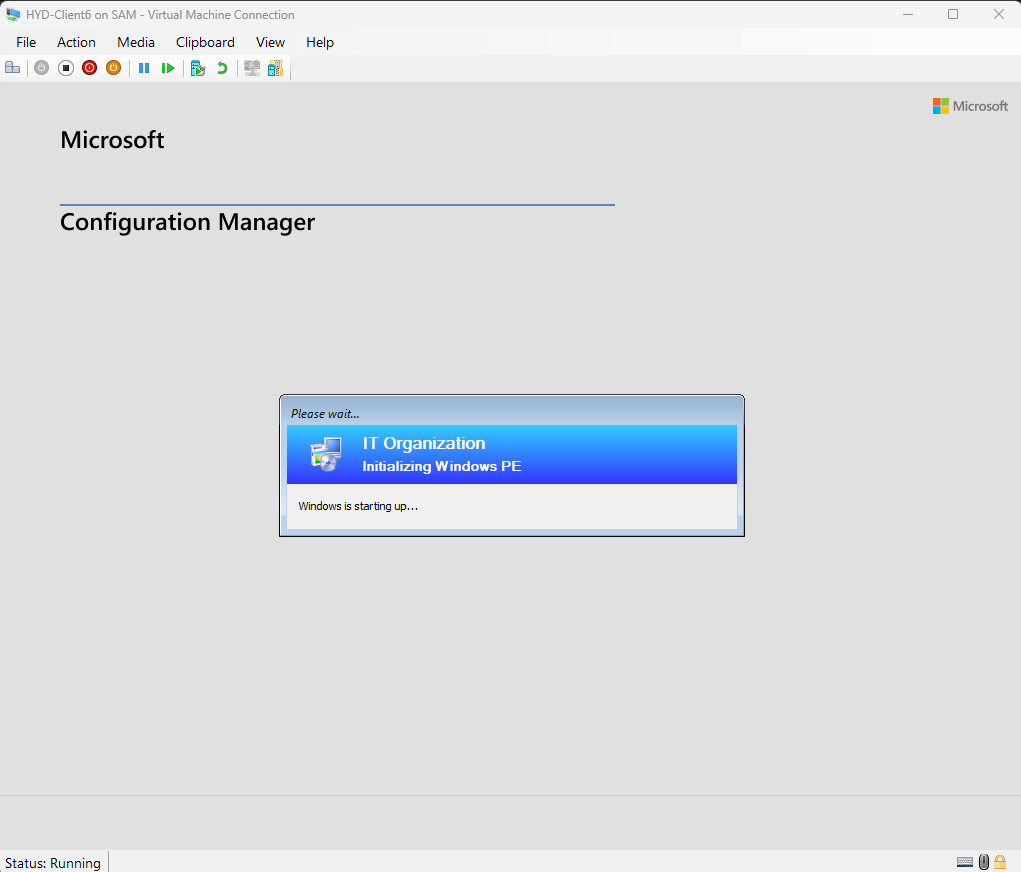 HYD-Client6 on SAM - Virtual Machine Connection
File Action Media Clipboard View Help
Microsoft
Microsoft
Configuration Manager
Please wait...
IT Organization
Initializing Windows PE
Windows is starting up...
Status: Running